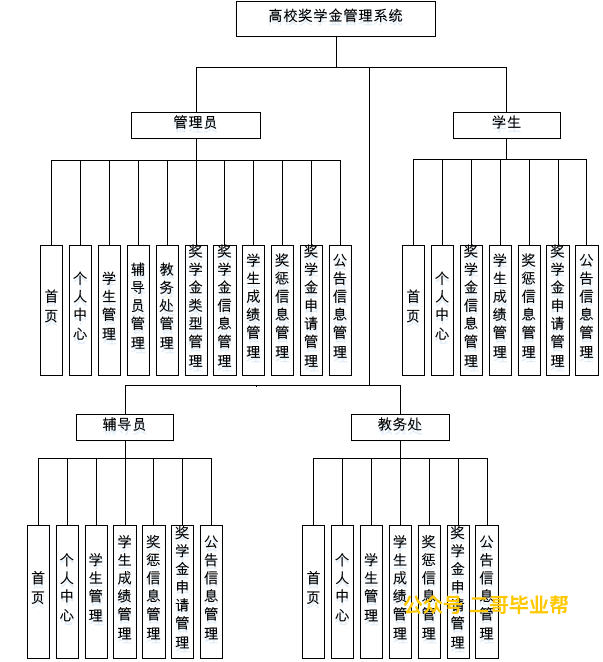 高校奖学金管理系统
管理员
学生
首页
个人中心
学生管理
辅导员管理
教务处管理
奖学金类型管理
奖学金信息管理
学生成绩管理
奖惩信息管理
奖学金申请管理
公告信息管理
首页
个人中心
奖学金信息管理
学生成绩管理
奖惩信息管理
奖学金申请管理
公告信息管理
辅导员
教务处
首页
个人中心
学生管理
学生成绩管理
奖惩信息管理
奖学金申请管理
公告信息管理
首页
个人中心
学生管理
学生成绩管理
奖惩信息管理
奖学金申请管理
公告信息管理
公众号 二哥毕业帮